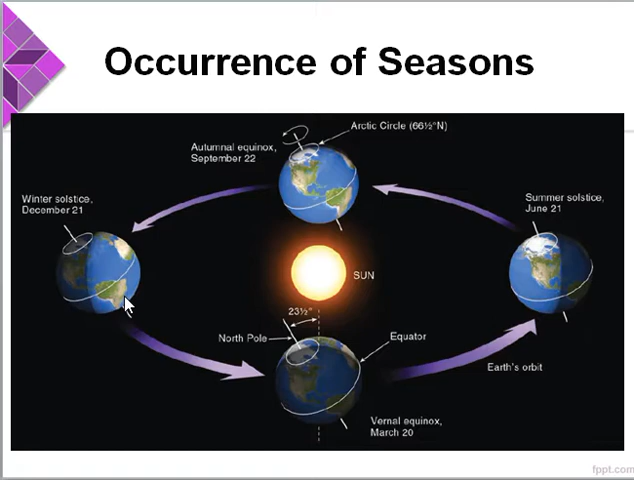 Occurrence of Seasons
Arctic Circle (66½°N)
Autumnal equinox,
September 22
Winter solstice,
December 21
Summer solstice,
June 21
SUN
23½°
North Pole
Equator
Earth's orbit
Vernal equinox,
March 20
fppt.com